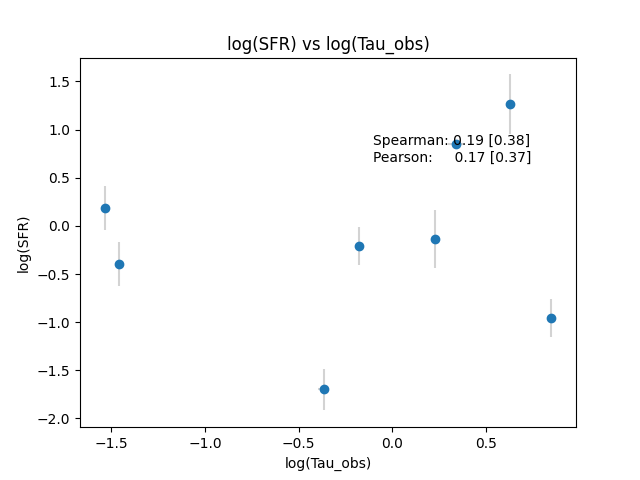 log(SFR) vs log(Tau_obs)
1.5
1.0
Spearman: 0.19 [0.38]
Pearson: 0.17 [0.37]
0.5
0.0
log(SFR)
−0.5
−1.0
−1.5
−2.0
−1.5 −1.0 −0.5 0.0 0.5
log(Tau_obs)